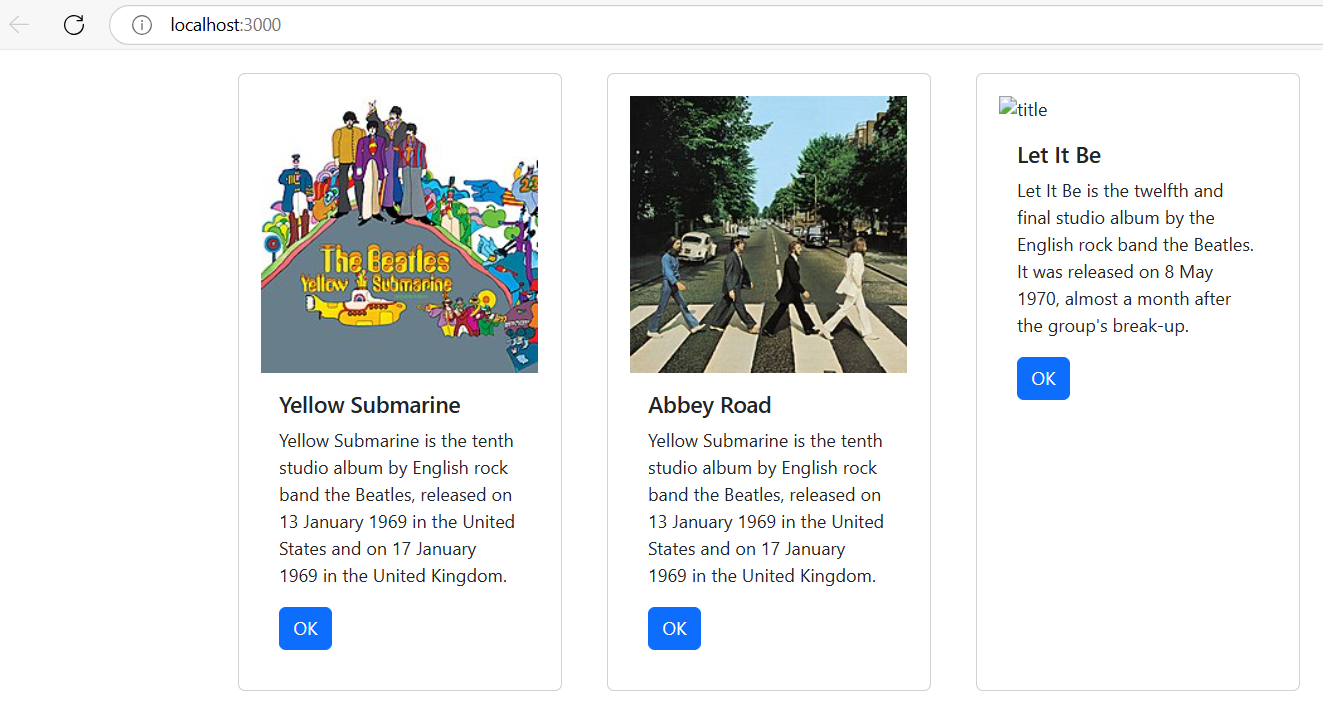 localhost:3000
The Beatles
Yellow Submarine
Yellow Submarine
Yellow Submarine is the tenth
studio album by English rock
band the Beatles, released on
13 January 1969 in the United
States and on 17 January
1969 in the United Kingdom.
OK
Abbey Road
Yellow Submarine is the tenth
studio album by English rock
band the Beatles, released on
13 January 1969 in the United
States and on 17 January
1969 in the United Kingdom.
OK
title
Let It Be
Let It Be is the twelfth and
final studio album by the
English rock band the Beatles.
It was released on 8 May
1970, almost a month after
the group's break-up.
OK